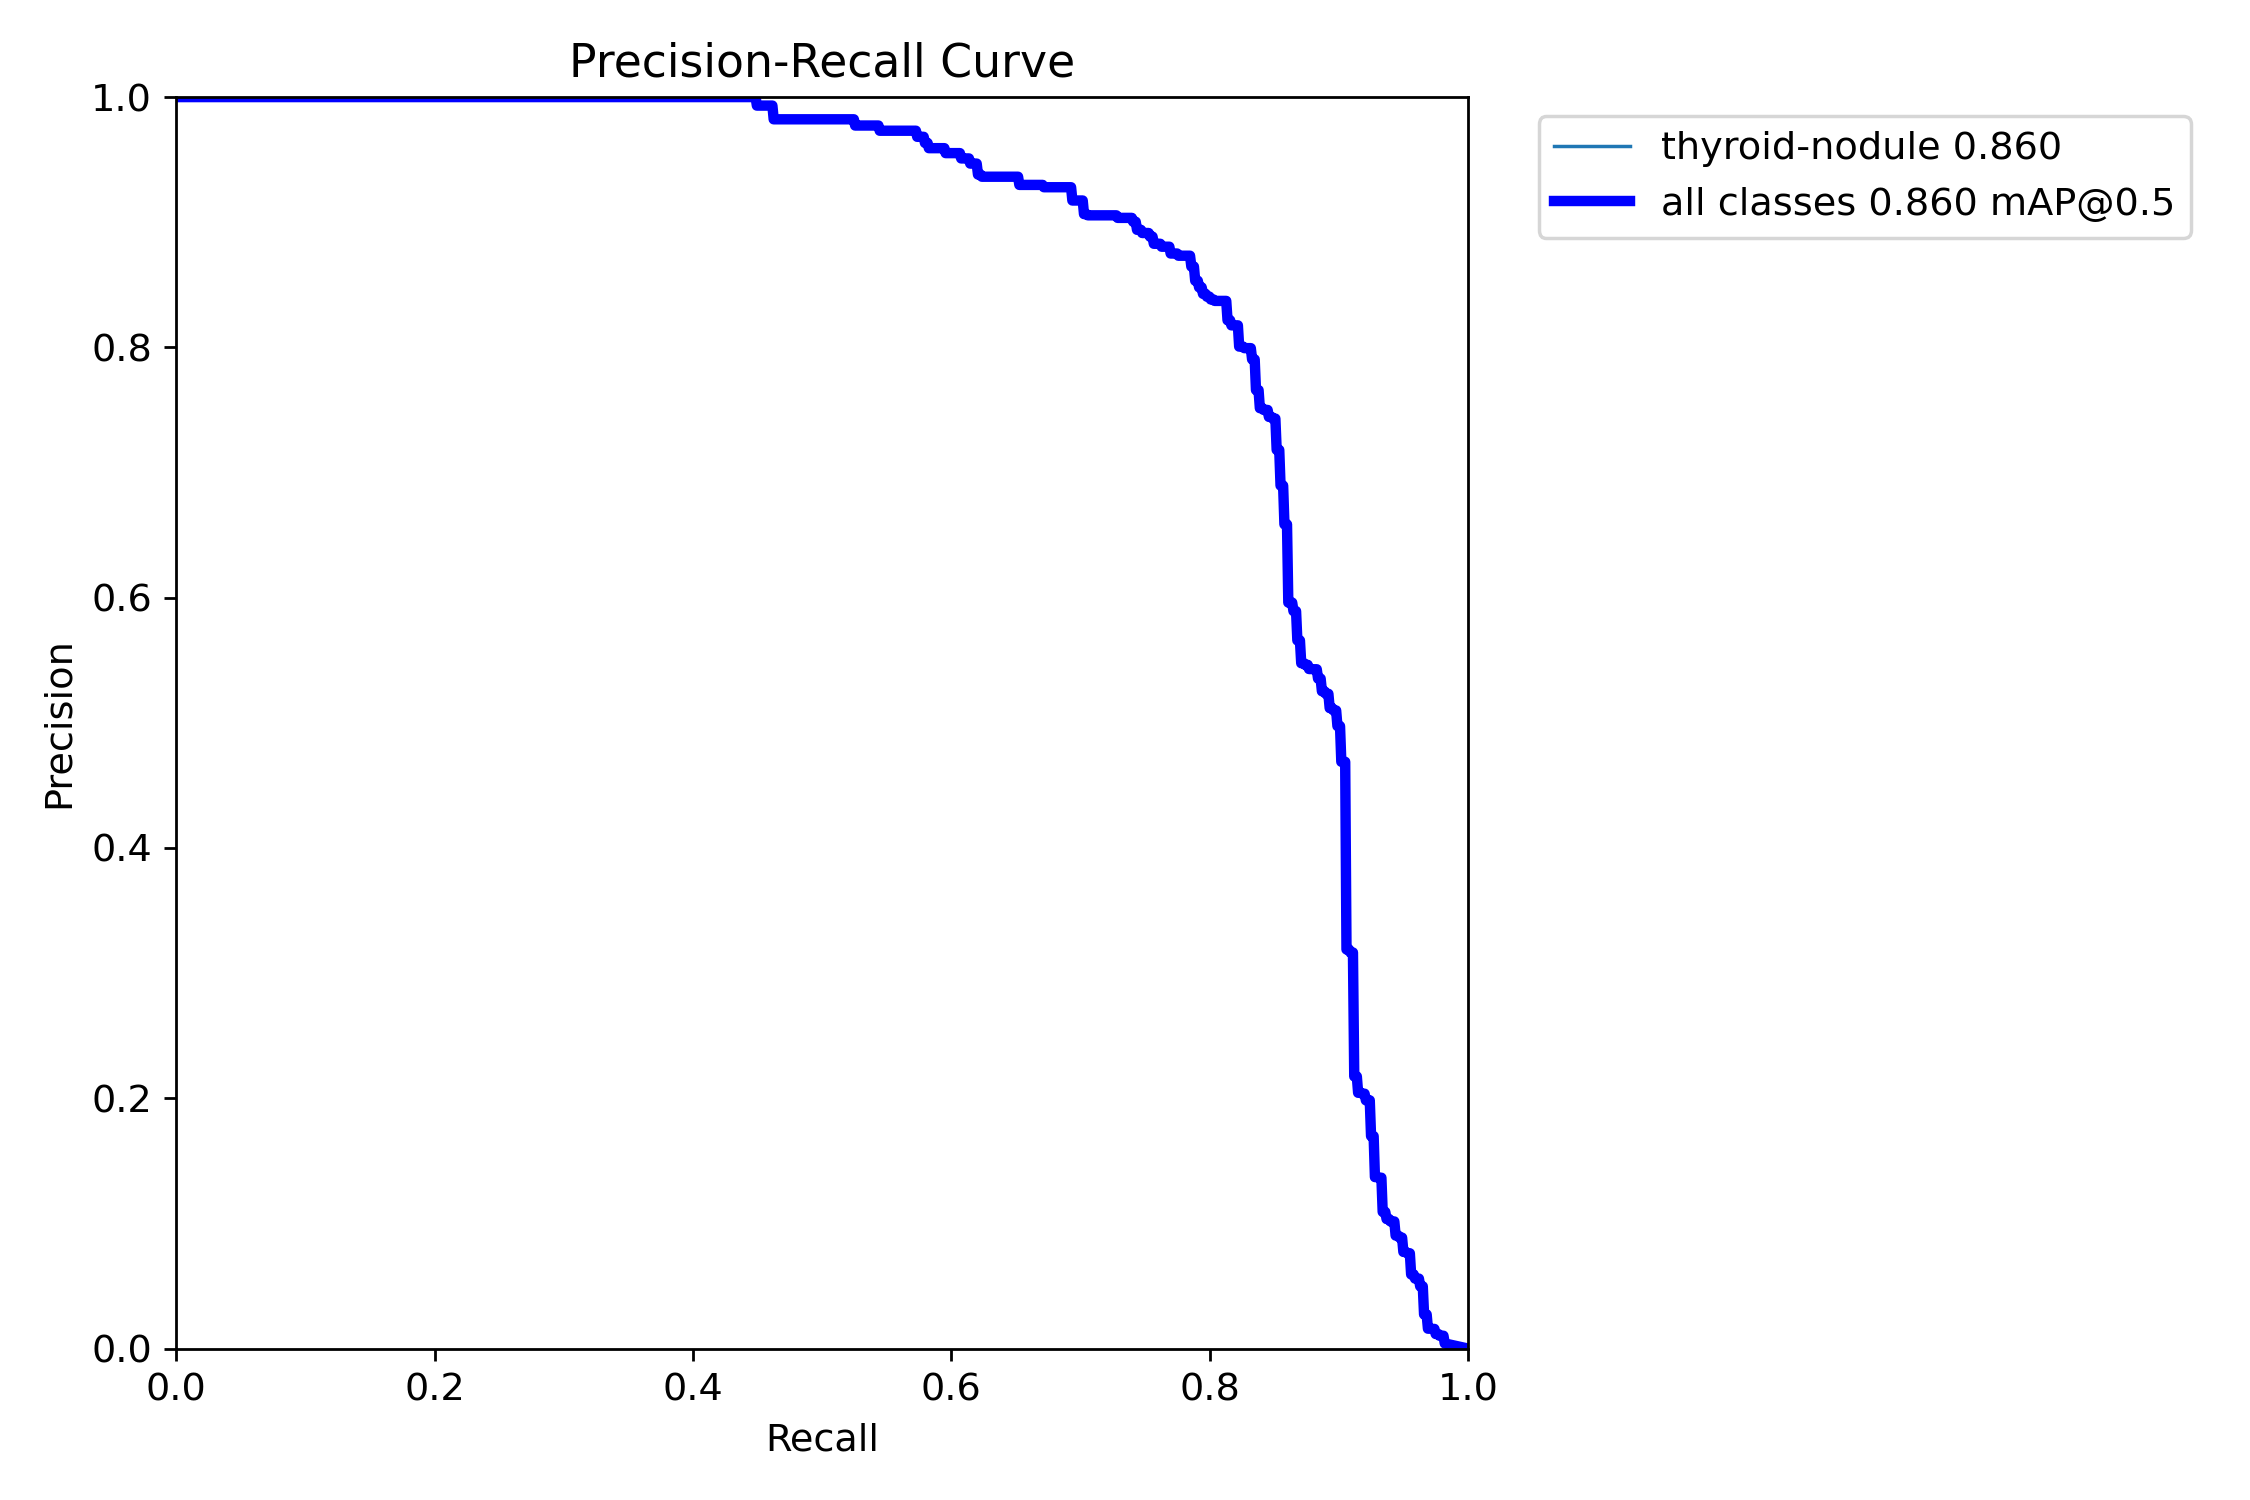 Precision-Recall Curve
1.0
0.8
0.6
0.4
0.2
0.0
Precision
0.0 0.2 0.4 0.6 0.8 1.0
Recall
thyroid-nodule 0.860
all classes 0.860 mAP@0.5